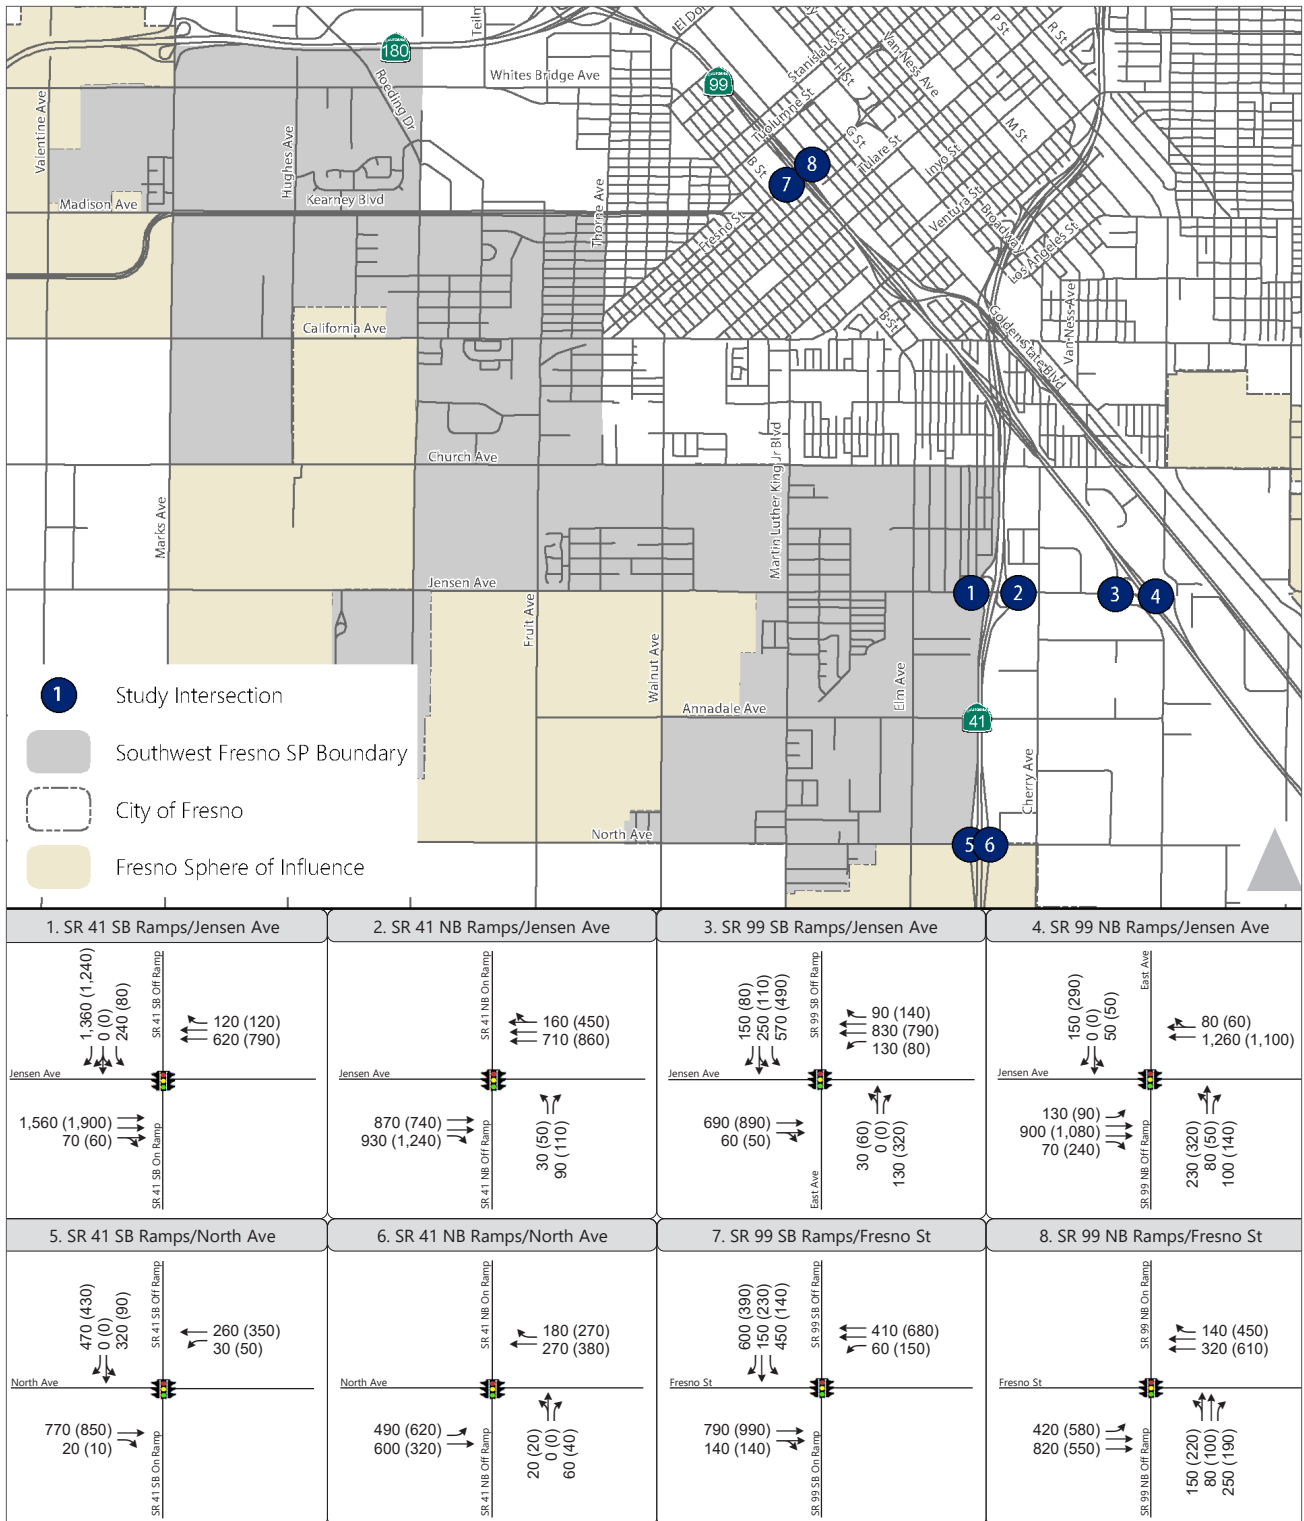 180
99
41
El Dor
Teilm
Roeding Dr
Whites Bridge Ave
Stanislaus St
Van Ness Ave
P St
R St
H St
Tuolumne St
G St
Tulare St
M St
Inyo St
B St
8
7
Valentine Ave
Hughes Ave
Kearney Blvd
Madison Ave
Thorne Ave
Fresno St
Ventura St
Broadway
Los Angeles St
Van Ness Ave
California Ave
B St
Golden State Blvd
Church Ave
Marks Ave
Martin Luther King Jr Blvd
Jensen Ave
1
2
3
4
Fruit Ave
Walnut Ave
Elm Ave
Annadale Ave
Cherry Ave
North Ave
5
6
1 Study Intersection
Southwest Fresno SP Boundary
City of Fresno
Fresno Sphere of Influence
1. SR 41 SB Ramps/Jensen Ave
1,360 (1,240)
0 (0)
240 (80)
SR 41 SB Off Ramp
120 (120)
620 (790)
Jensen Ave
1,560 (1,900)
70 (60)
SR 41 SB On Ramp
2. SR 41 NB Ramps/Jensen Ave
SR 41 NB On Ramp
160 (450)
710 (860)
Jensen Ave
870 (740)
930 (1,240)
SR 41 NB Off Ramp
30 (50)
90 (110)
3. SR 99 SB Ramps/Jensen Ave
150 (80)
250 (110)
570 (490)
SR 99 SB Off Ramp
90 (140)
830 (790)
130 (80)
Jensen Ave
690 (890)
60 (50)
East Ave
30 (60)
0 (0)
130 (320)
4. SR 99 NB Ramps/Jensen Ave
150 (290)
0 (0)
50 (50)
East Ave
80 (60)
1,260 (1,100)
Jensen Ave
130 (90)
900 (1,080)
70 (240)
SR 99 NB Off Ramp
230 (320)
80 (50)
100 (140)
5. SR 41 SB Ramps/North Ave
470 (430)
0 (0)
320 (90)
SR 41 SB Off Ramp
260 (350)
30 (50)
North Ave
770 (850)
20 (10)
SR 41 SB On Ramp
6. SR 41 NB Ramps/North Ave
SR 41 NB On Ramp
180 (270)
270 (380)
North Ave
490 (620)
600 (320)
SR 41 NB Off Ramp
20 (20)
0 (0)
60 (40)
7. SR 99 SB Ramps/Fresno St
600 (390)
150 (230)
450 (140)
SR 99 SB Off Ramp
410 (680)
60 (150)
Fresno St
790 (990)
140 (140)
SR 99 SB On Ramp
8. SR 99 NB Ramps/Fresno St
SR 99 NB On Ramp
140 (450)
320 (610)
Fresno St
420 (580)
820 (550)
SR 99 NB Off Ramp
150 (220)
80 (100)
250 (190)